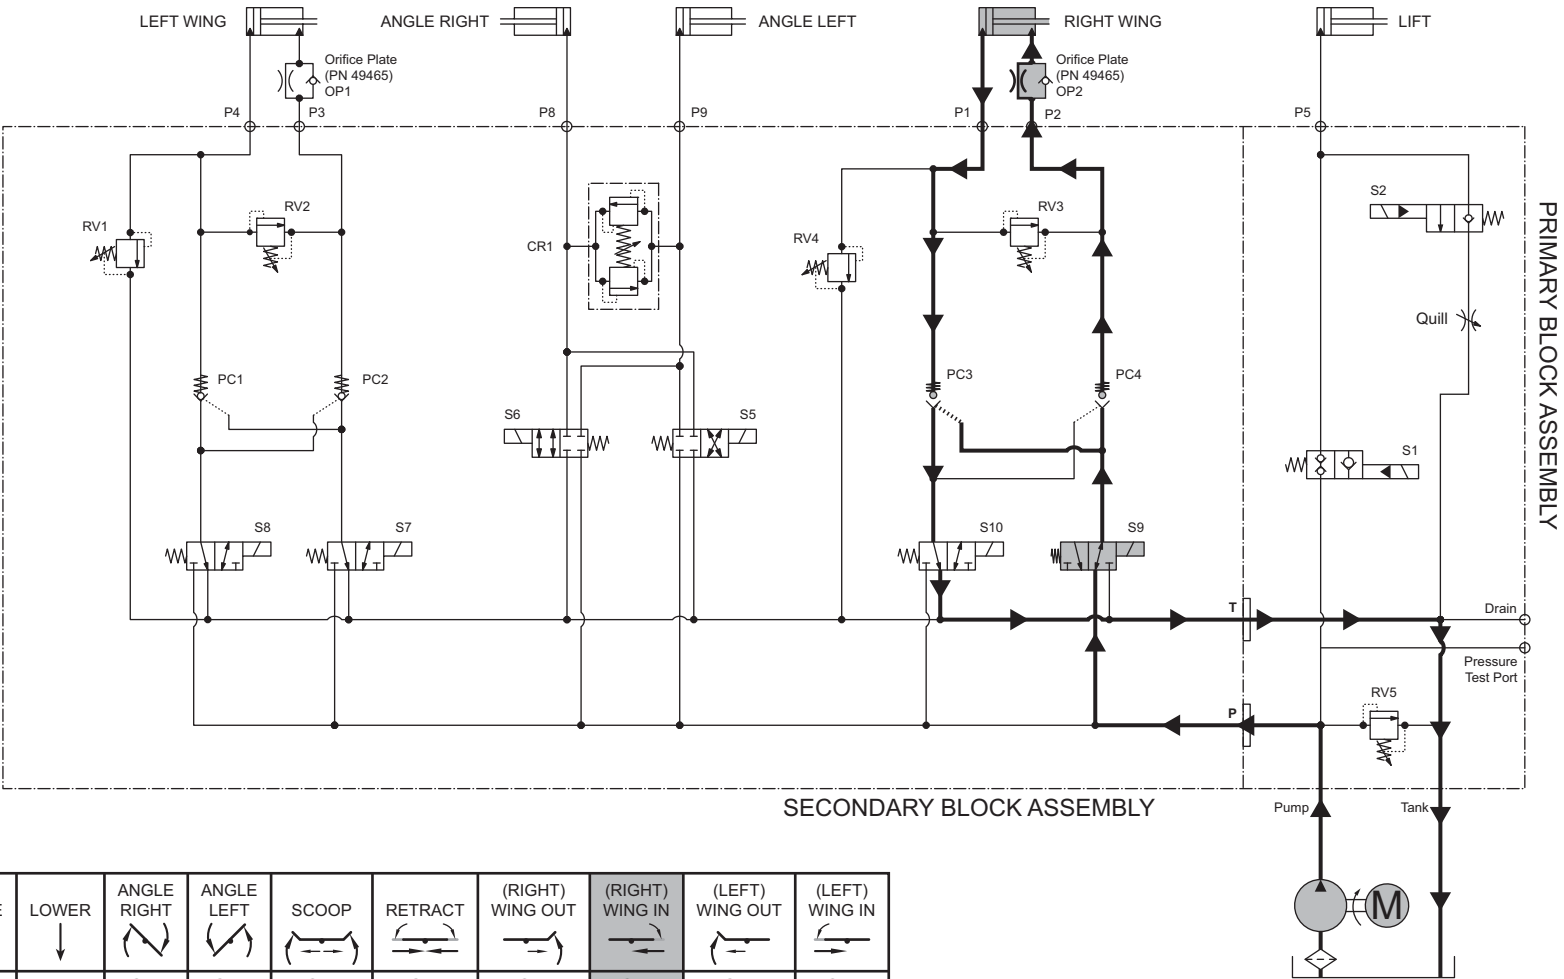 LEFT WING
ANGLE RIGHT
ANGLE LEFT
RIGHT WING
LIFT
Orifice Plate
(PN 49465)
OP1
Orifice Plate
(PN 49465)
OP2
P4
P3
P8
P9
P1
P2
P5
RV1
RV2
CR1
RV4
RV3
S2
Quill
PC1
PC2
PC3
PC4
S6
S5
S1
S8
S7
S10
S9
T
Drain
Pressure
Test Port
P
RV5
PRIMARY BLOCK ASSEMBLY
SECONDARY BLOCK ASSEMBLY
Pump
Tank
M
LOWER
ANGLE
RIGHT
ANGLE
LEFT
SCOOP
RETRACT
(RIGHT)
WING OUT
(RIGHT)
WING IN
(LEFT)
WING OUT
(LEFT)
WING IN